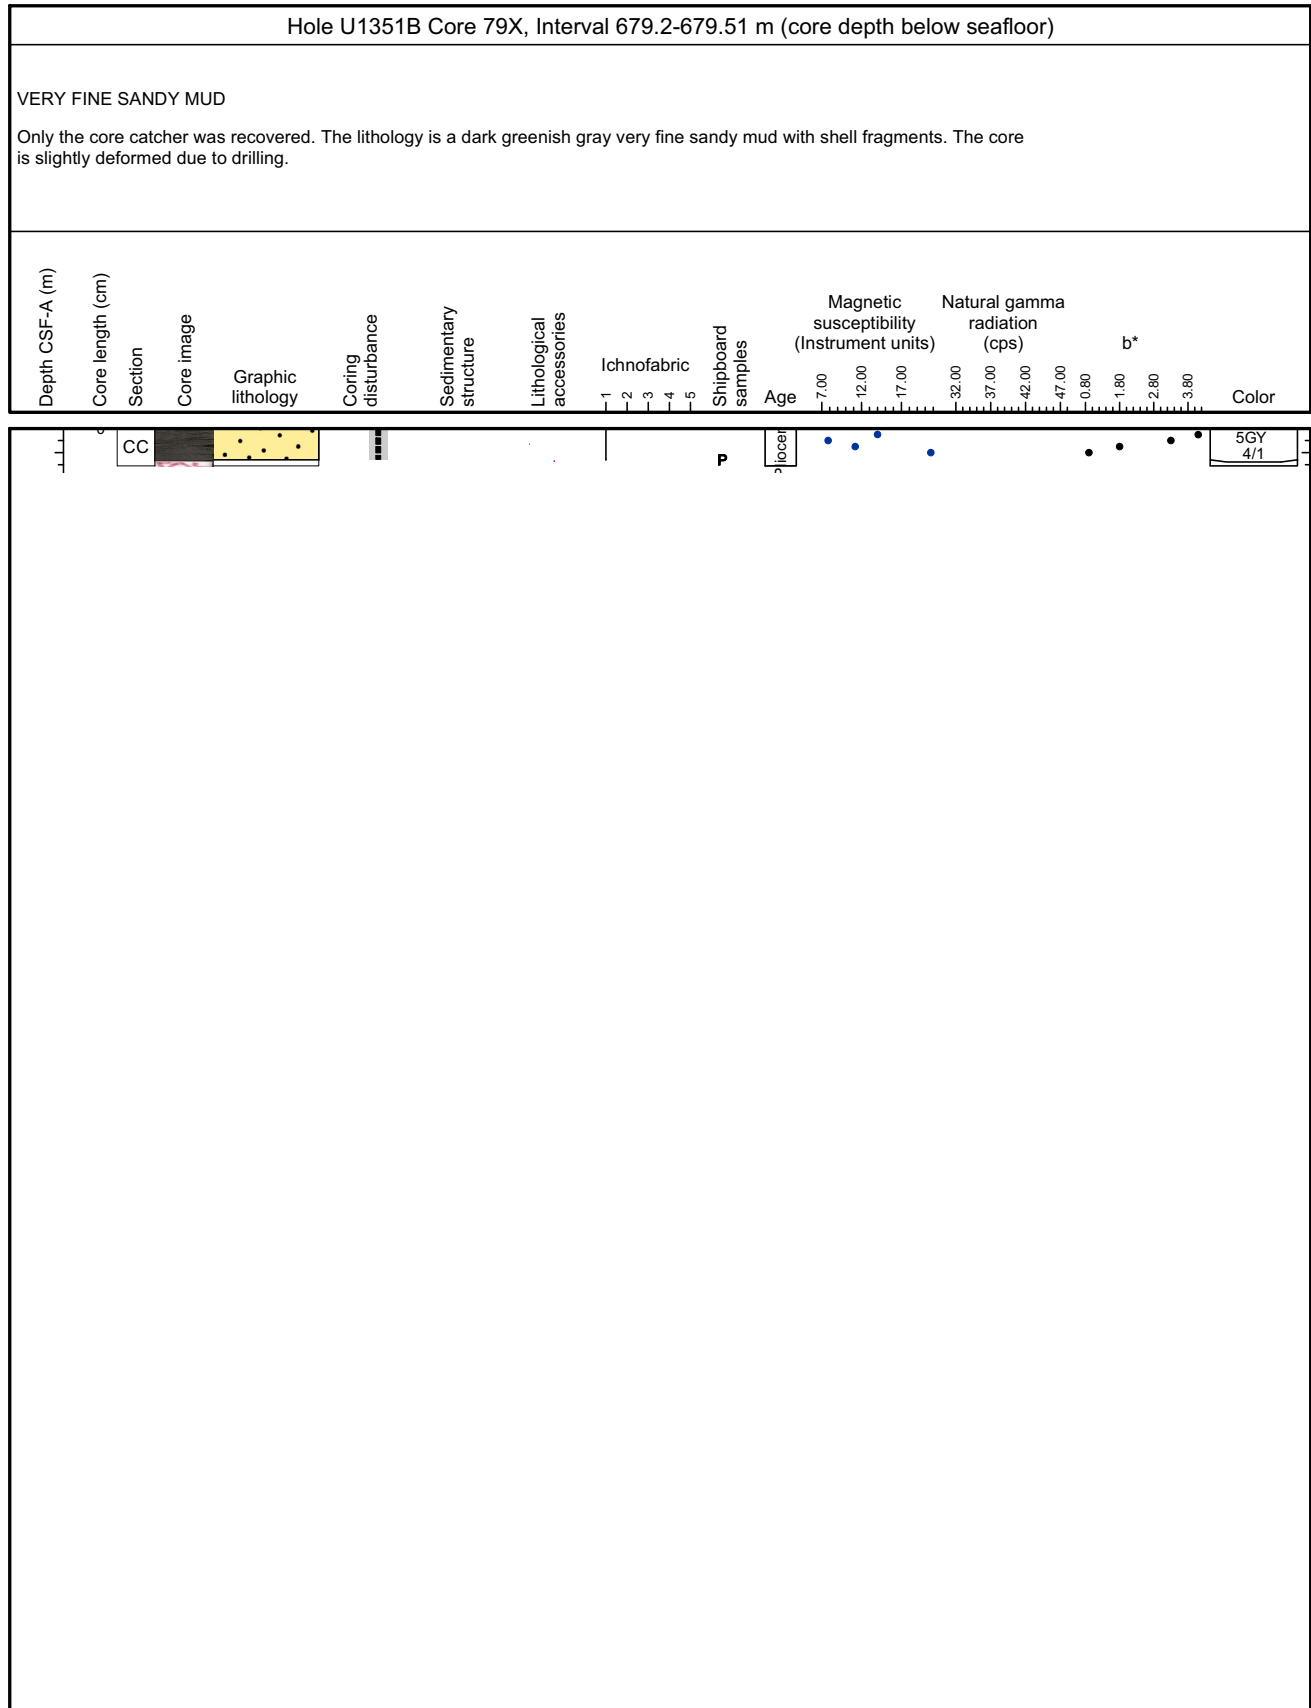 Hole U1351B Core 79X, Interval 679.2-679.51 m (core depth below seafloor)
VERY FINE SANDY MUD
Only the core catcher was recovered. The lithology is a dark greenish gray very fine sandy mud with shell fragments. The core
is slightly deformed due to drilling.
Depth CSF-A (m)
Core length (cm)
Section
Core image
Graphic
lithology
Coring
disturbance
Sedimentary
structure
Lithological
accessories
Ichnofabric
1 2 3 4 5
Shipboard
samples
Age
Magnetic
susceptibility
(Instrument units)
7.00 12.00 17.00
Natural gamma
radiation
(cps)
32.00 37.00 42.00 47.00
b*
0.80 1.80 2.80 3.80
Color
CC
P
5GY
4/1